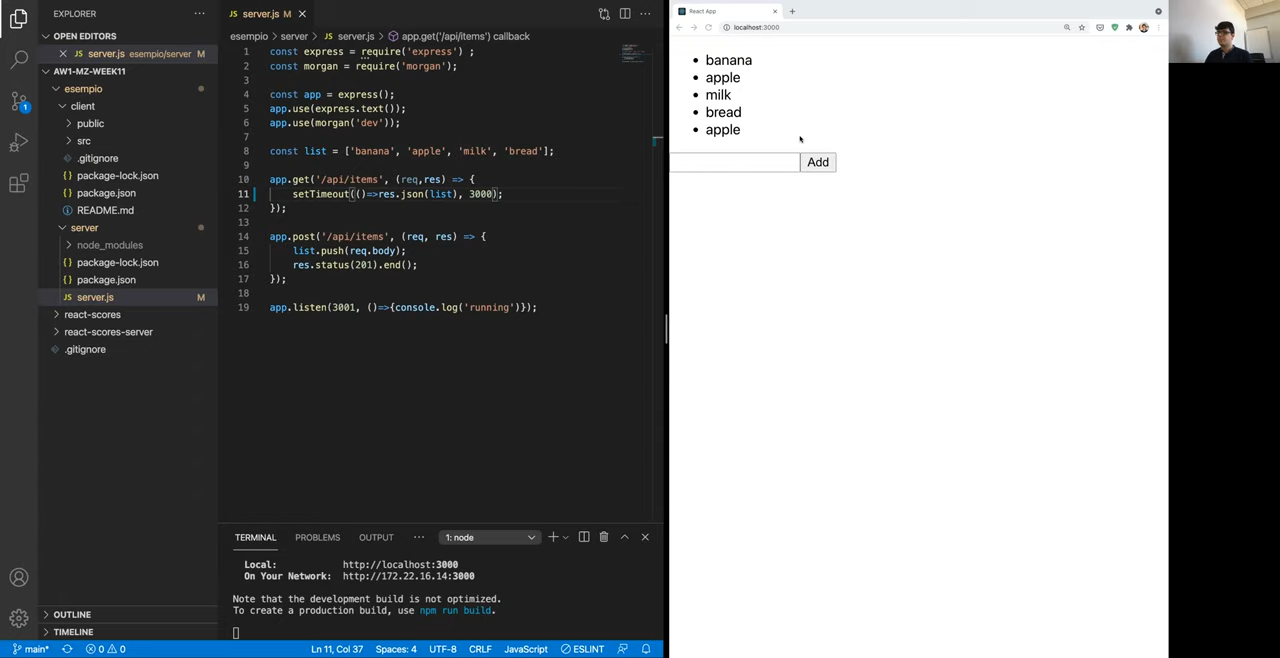 EXPLORER
OPEN EDITORS
JS server.js esempio/server M
AW1-MZ-WEEK11
esempio
client
public
src
.gitignore
{} package-lock.json
{} package.json
README.md
server
node_modules
{} package-lock.json
{} package.json
JS server.js M
react-scores
react-scores-server
.gitignore
OUTLINE
TIMELINE
JS server.js M
esempio > server > JS server.js > app.get('/api/items') callback
1 const express = require('express') ;
2 const morgan = require('morgan');
3
4 const app = express();
5 app.use(express.text());
6 app.use(morgan('dev'));
7
8 const list = ['banana', 'apple', 'milk', 'bread'];
9
10 app.get('/api/items', (req,res) => {
11 setTimeout(()=>res.json(list), 3000);
12 });
13
14 app.post('/api/items', (req, res) => {
15 list.push(req.body);
16 res.status(201).end();
17 });
18
19 app.listen(3001, ()=>{console.log('running')});
TERMINAL PROBLEMS OUTPUT 1: node
Local: http://localhost:3000
On Your Network: http://172.22.16.14:3000
Note that the development build is not optimized.
To create a production build, use npm run build.
main* 0 0 Ln 11, Col 37 Spaces: 4 UTF-8 CRLF JavaScript ESLINT
1
React App
localhost:3000
banana
apple
milk
bread
apple
Add